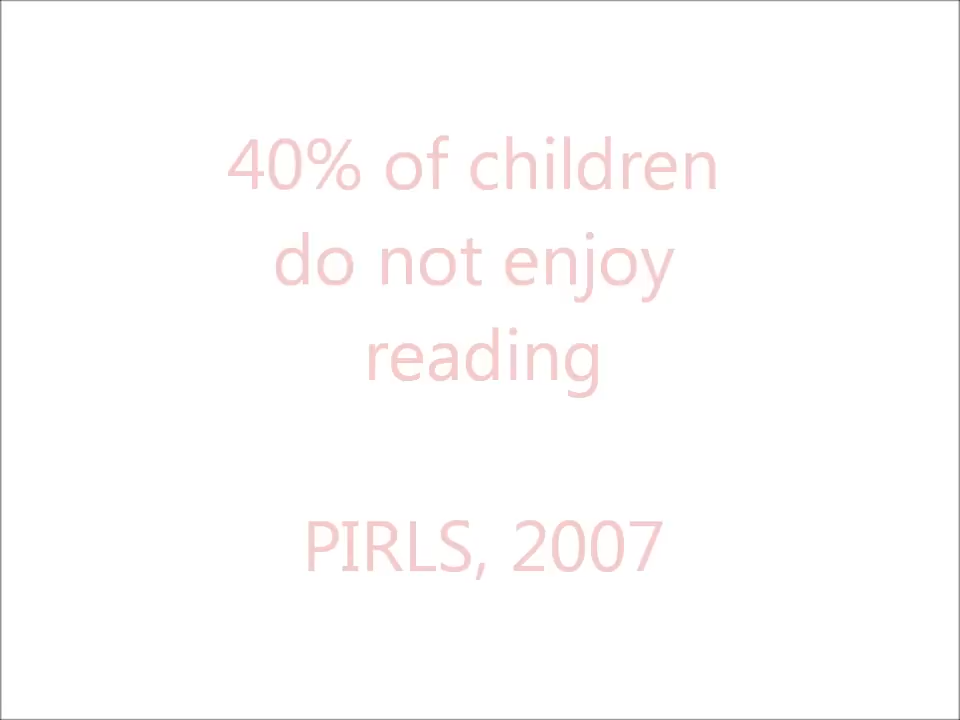 40% of children
do not enjoy
reading
PIRLS, 2007